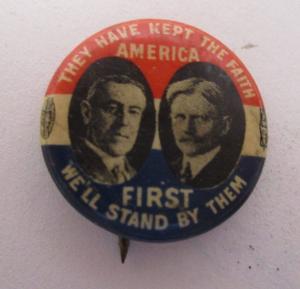 THEY HAVE KEPT THE FAITH
AMERICA
FIRST
WE'LL STAND BY THEM